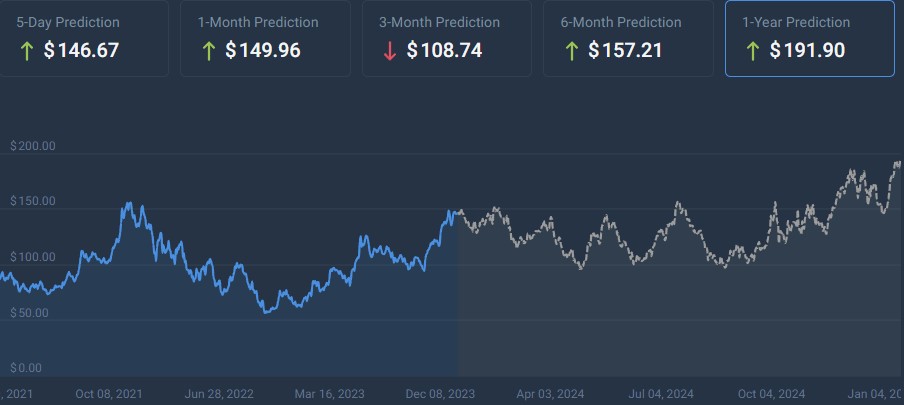 5-Day Prediction
↑ $146.67
1-Month Prediction
↑ $149.96
3-Month Prediction
↓ $108.74
6-Month Prediction
↑ $157.21
1-Year Prediction
↑ $191.90
$200.00
$150.00
$100.00
$50.00
$0.00
, 2021 Oct 08, 2021 Jun 28, 2022 Mar 16, 2023 Dec 08, 2023 Apr 03, 2024 Jul 04, 2024 Oct 04, 2024 Jan 04, 20